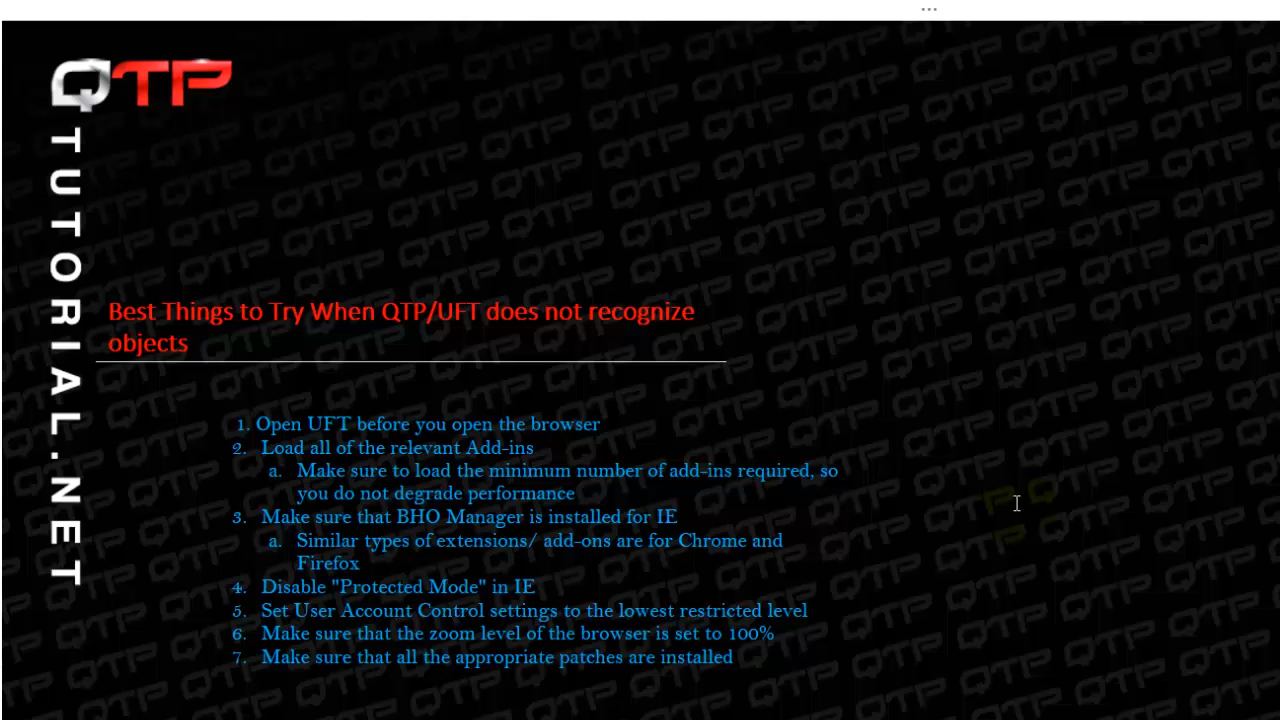 ...
QTP
TUTORIAL.NET
Best Things to Try When QTP/UFT does not recognize
objects
1. Open UFT before you open the browser
2. Load all of the relevant Add-ins
a. Make sure to load the minimum number of add-ins required, so
you do not degrade performance
3. Make sure that BHO Manager is installed for IE
a. Similar types of extensions/ add-ons are for Chrome and
Firefox
4. Disable "Protected Mode" in IE
5. Set User Account Control settings to the lowest restricted level
6. Make sure that the zoom level of the browser is set to 100%
7. Make sure that all the appropriate patches are installed